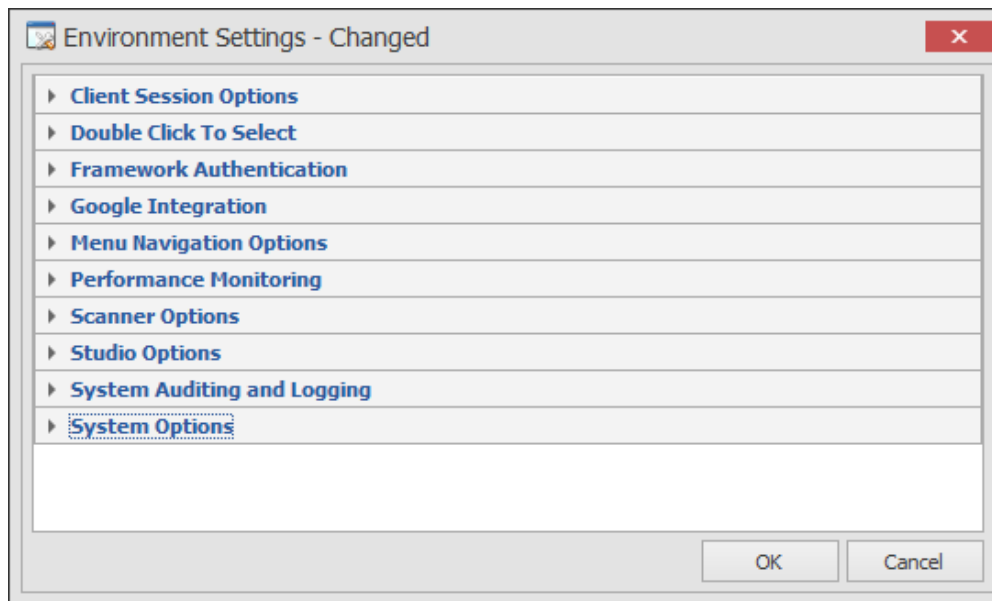 Environment Settings - Changed
Client Session Options
Double Click To Select
Framework Authentication
Google Integration
Menu Navigation Options
Performance Monitoring
Scanner Options
Studio Options
System Auditing and Logging
System Options
OK Cancel